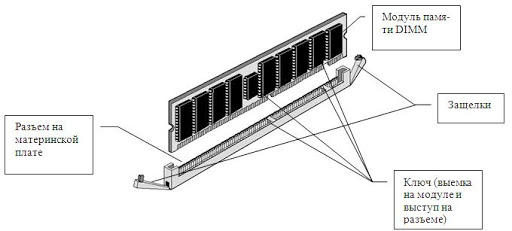 Модуль памя-
ти DIMM
Защелки
Разъем на
материнской
плате
Ключ (выемка
на модуле и
выступ на
разъеме)